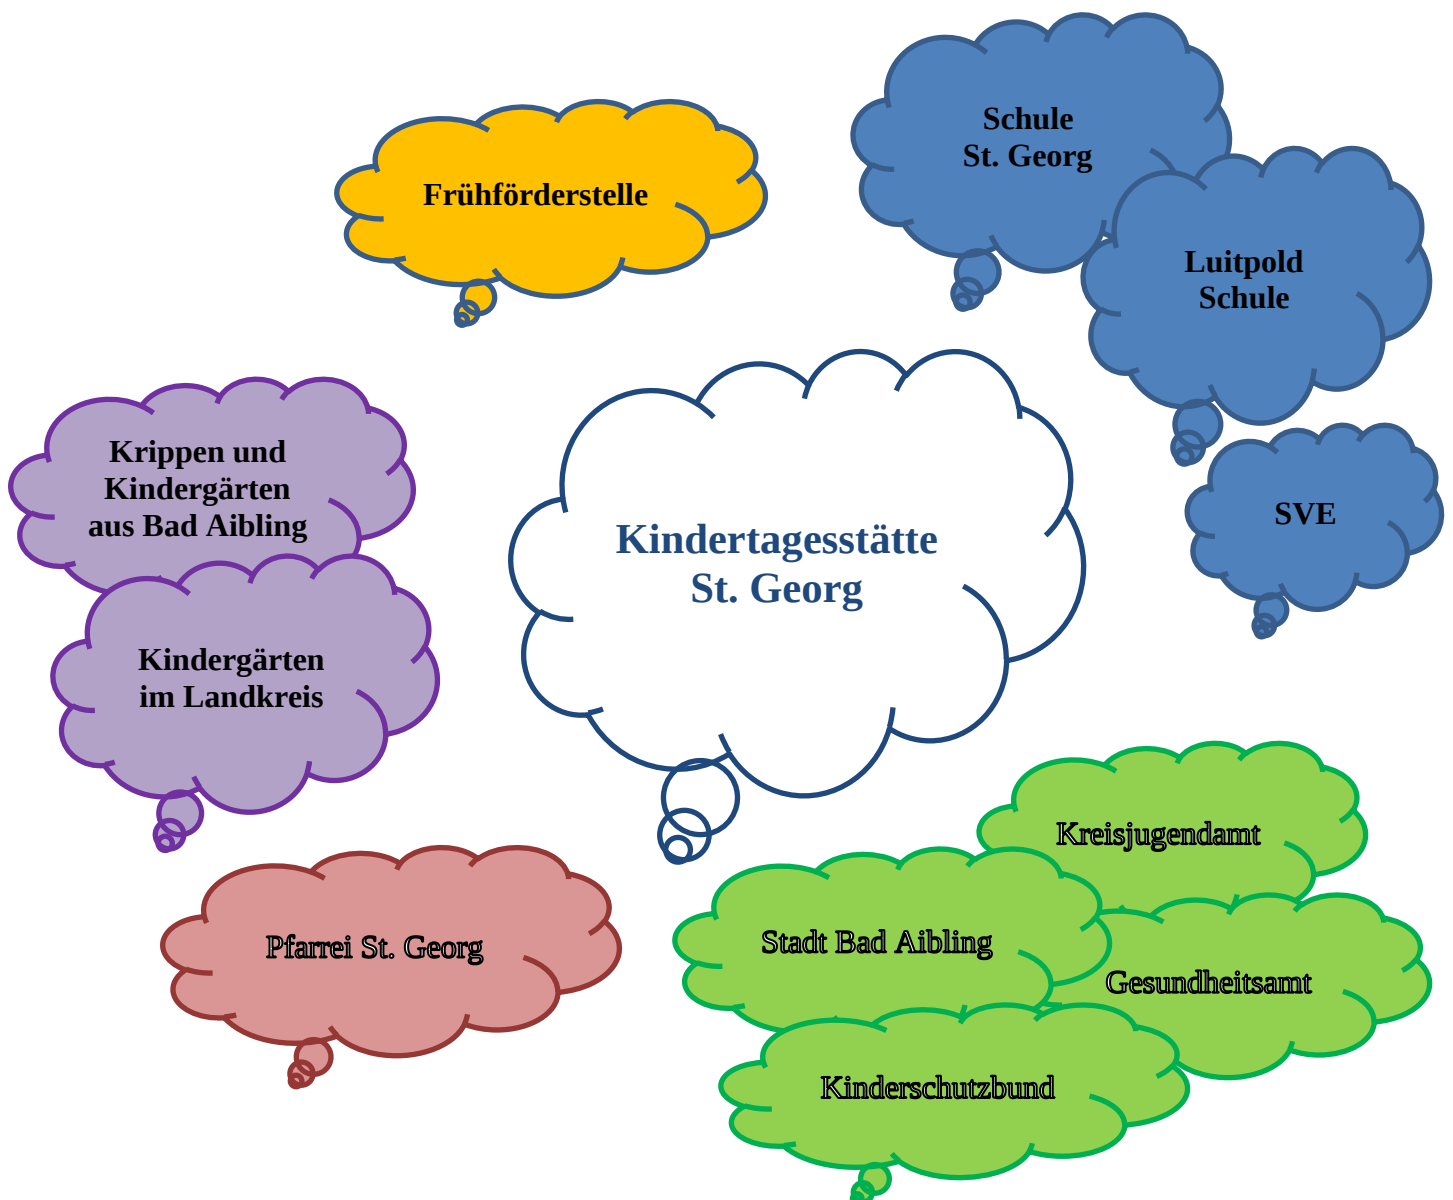 Schule
St. Georg
Frühförderstelle
Luitpold
Schule
Krippen und
Kindergärten
aus Bad Aibling
SVE
Kindertagesstätte
St. Georg
Kindergärten
im Landkreis
Kreisjugendamt
Pfarrei St. Georg
Stadt Bad Aibling
Gesundheitsamt
Kinderschutzbund